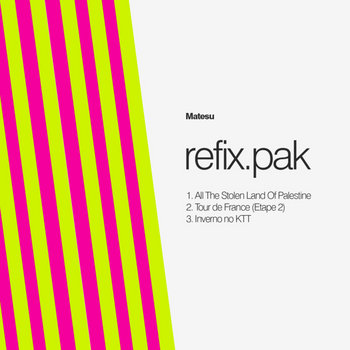 Matesu
refix.pak
1. All The Stolen Land Of Palestine
2. Tour de France (Etape 2)
3. Inverno no KTT